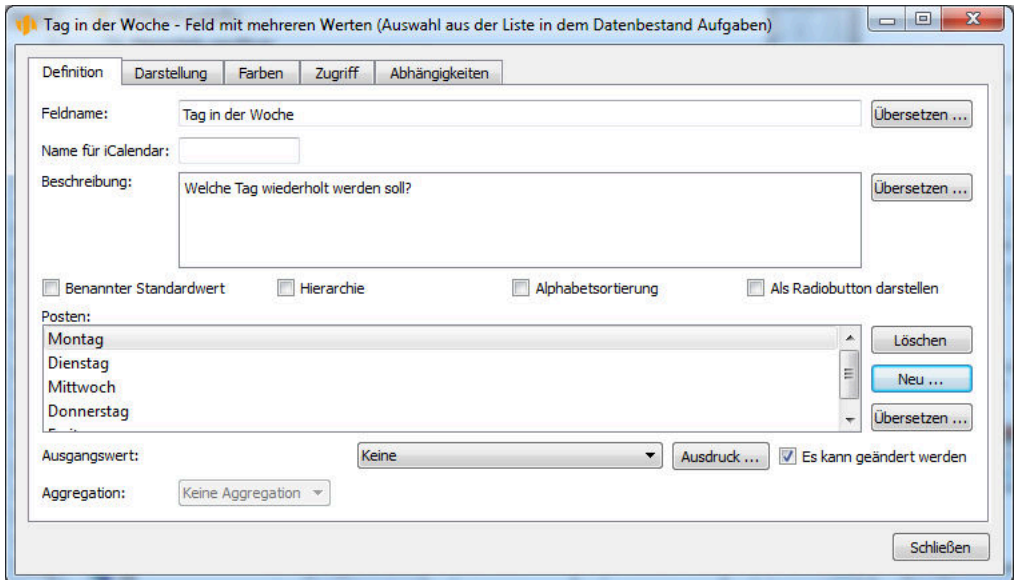 Tag in der Woche - Feld mit mehreren Werten (Auswahl aus der Liste in dem Datenbestand Aufgaben)
Definition Darstellung Farben Zugriff Abhängigkeiten
Feldname: Tag in der Woche Übersetzen ...
Name für iCalendar:
Beschreibung: Welche Tag wiederholt werden soll? Übersetzen ...
Benannter Standardwert Hierarchie Alphabetsortierung Als Radiobutton darstellen
Posten:
Montag Löschen
Dienstag
Mittwoch Neu ...
Donnerstag Übersetzen ...
Ausgangswert: Keine Ausdruck ... Es kann geändert werden
Aggregation: Keine Aggregation
Schließen